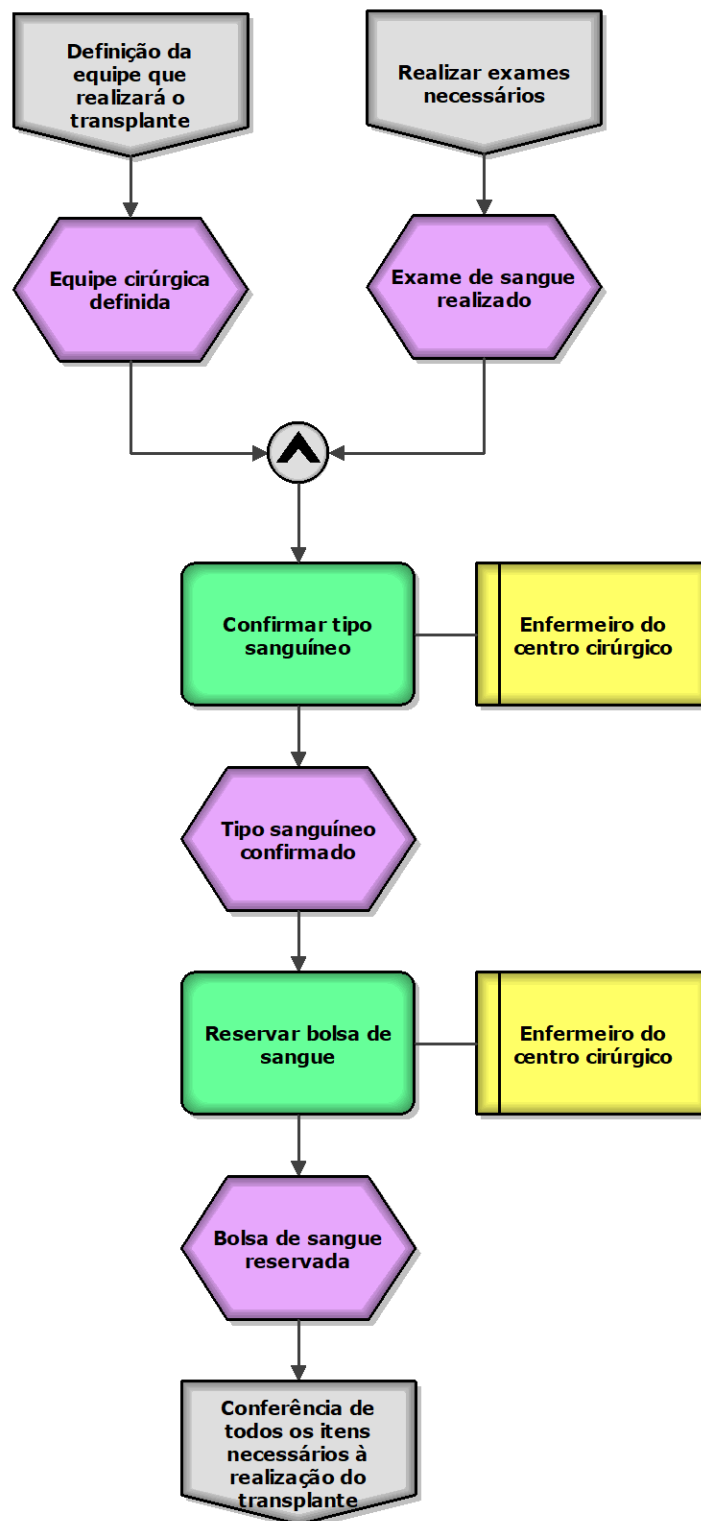 Definição da
equipe que
realizará o
transplante
Realizar exames
necessários
Equipe cirúrgica
definida
Exame de sangue
realizado
Confirmar tipo
sanguíneo
Enfermeiro do
centro cirúrgico
Tipo sanguíneo
confirmado
Reservar bolsa de
sangue
Enfermeiro do
centro cirúrgico
Bolsa de sangue
reservada
Conferência de
todos os itens
necessários à
realização do
transplante